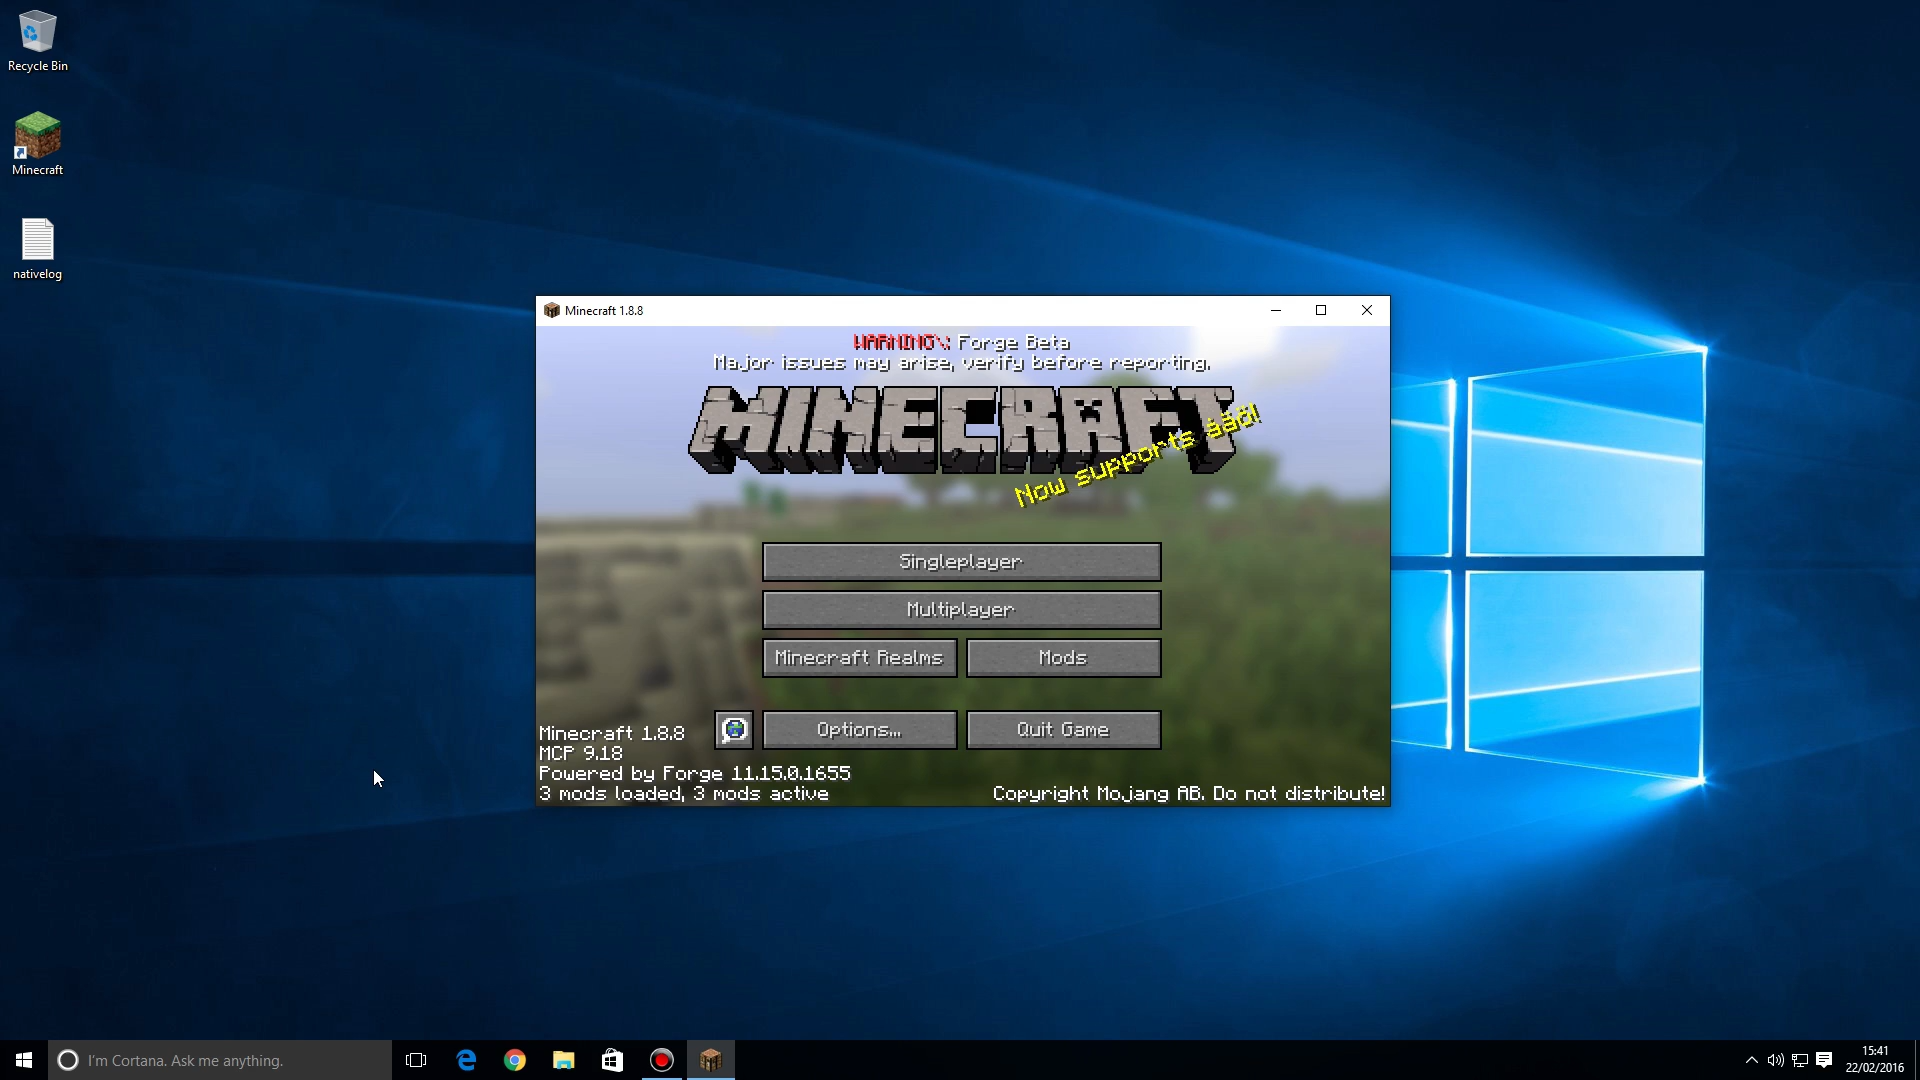 Recycle Bin
Minecraft
nativelog
Minecraft 1.8.8
WARNING: Forge Beta
Major issues may arise, verify before reporting.
MINECRAFT
Now supports åäö!
Singleplayer
Multiplayer
Minecraft Realms
Mods
Options...
Quit Game
Minecraft 1.8.8
MCP 9.18
Powered by Forge 11.15.0.1655
3 mods loaded, 3 mods active
Copyright Mojang AB. Do not distribute!
I'm Cortana. Ask me anything.
15:41
22/02/2016